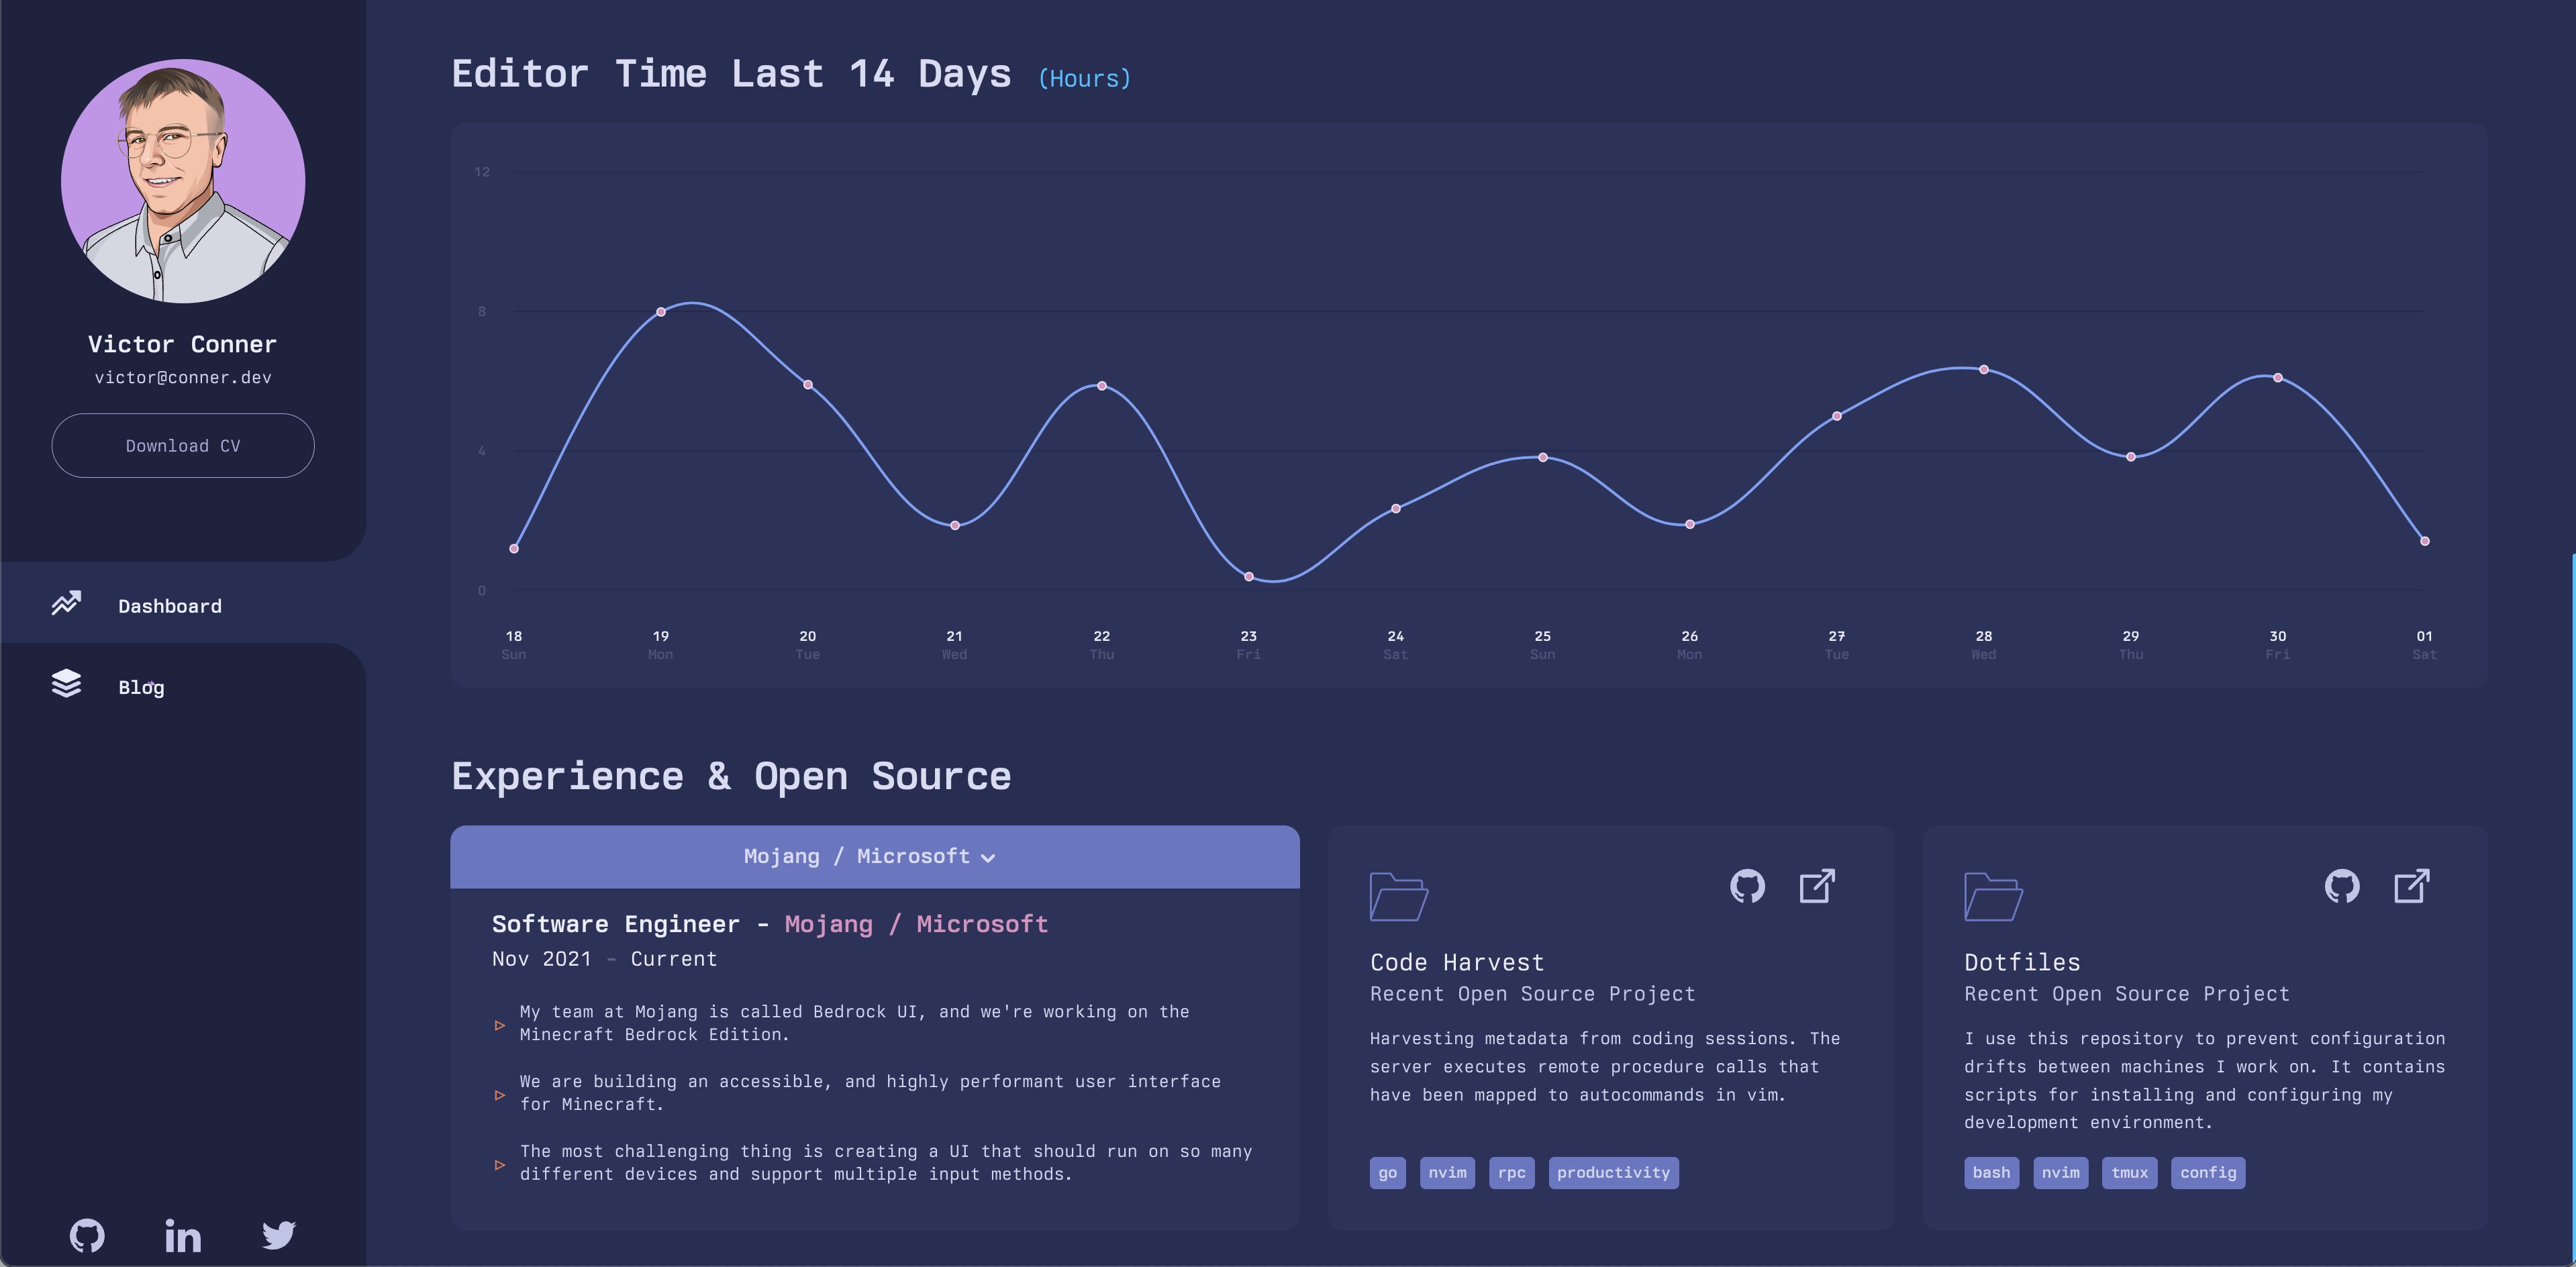 Victor Conner
victor@conner.dev
Download CV
Dashboard
Blog
Editor Time Last 14 Days (Hours)
12
8
4
0
18 19 20 21 22 23 24 25 26 27 28 29 30 01
Sun Mon Tue Wed Thu Fri Sat Sun Mon Tue Wed Thu Fri Sat
Experience & Open Source
Mojang / Microsoft
Software Engineer - Mojang / Microsoft
Nov 2021 - Current
My team at Mojang is called Bedrock UI, and we're working on the
Minecraft Bedrock Edition.
We are building an accessible, and highly performant user interface
for Minecraft.
The most challenging thing is creating a UI that should run on so many
different devices and support multiple input methods.
Code Harvest
Recent Open Source Project
Harvesting metadata from coding sessions. The
server executes remote procedure calls that
have been mapped to autocommands in vim.
go nvim rpc productivity
Dotfiles
Recent Open Source Project
I use this repository to prevent configuration
drifts between machines I work on. It contains
scripts for installing and configuring my
development environment.
bash nvim tmux config
in